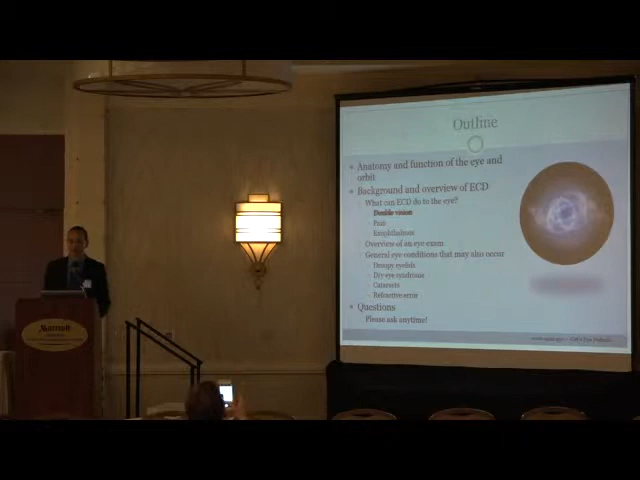 Outline
Anatomy and function of the eye and
orbit
Background and overview of ECD
What can ECD do to the eye?
Double vision
Pain
Exophthalmos
Overview of an eye exam
General eye conditions that may also occur
Droopy eyelids
Dry eye syndrome
Cataracts
Refractive error
Questions
Please ask anytime!
Marriott